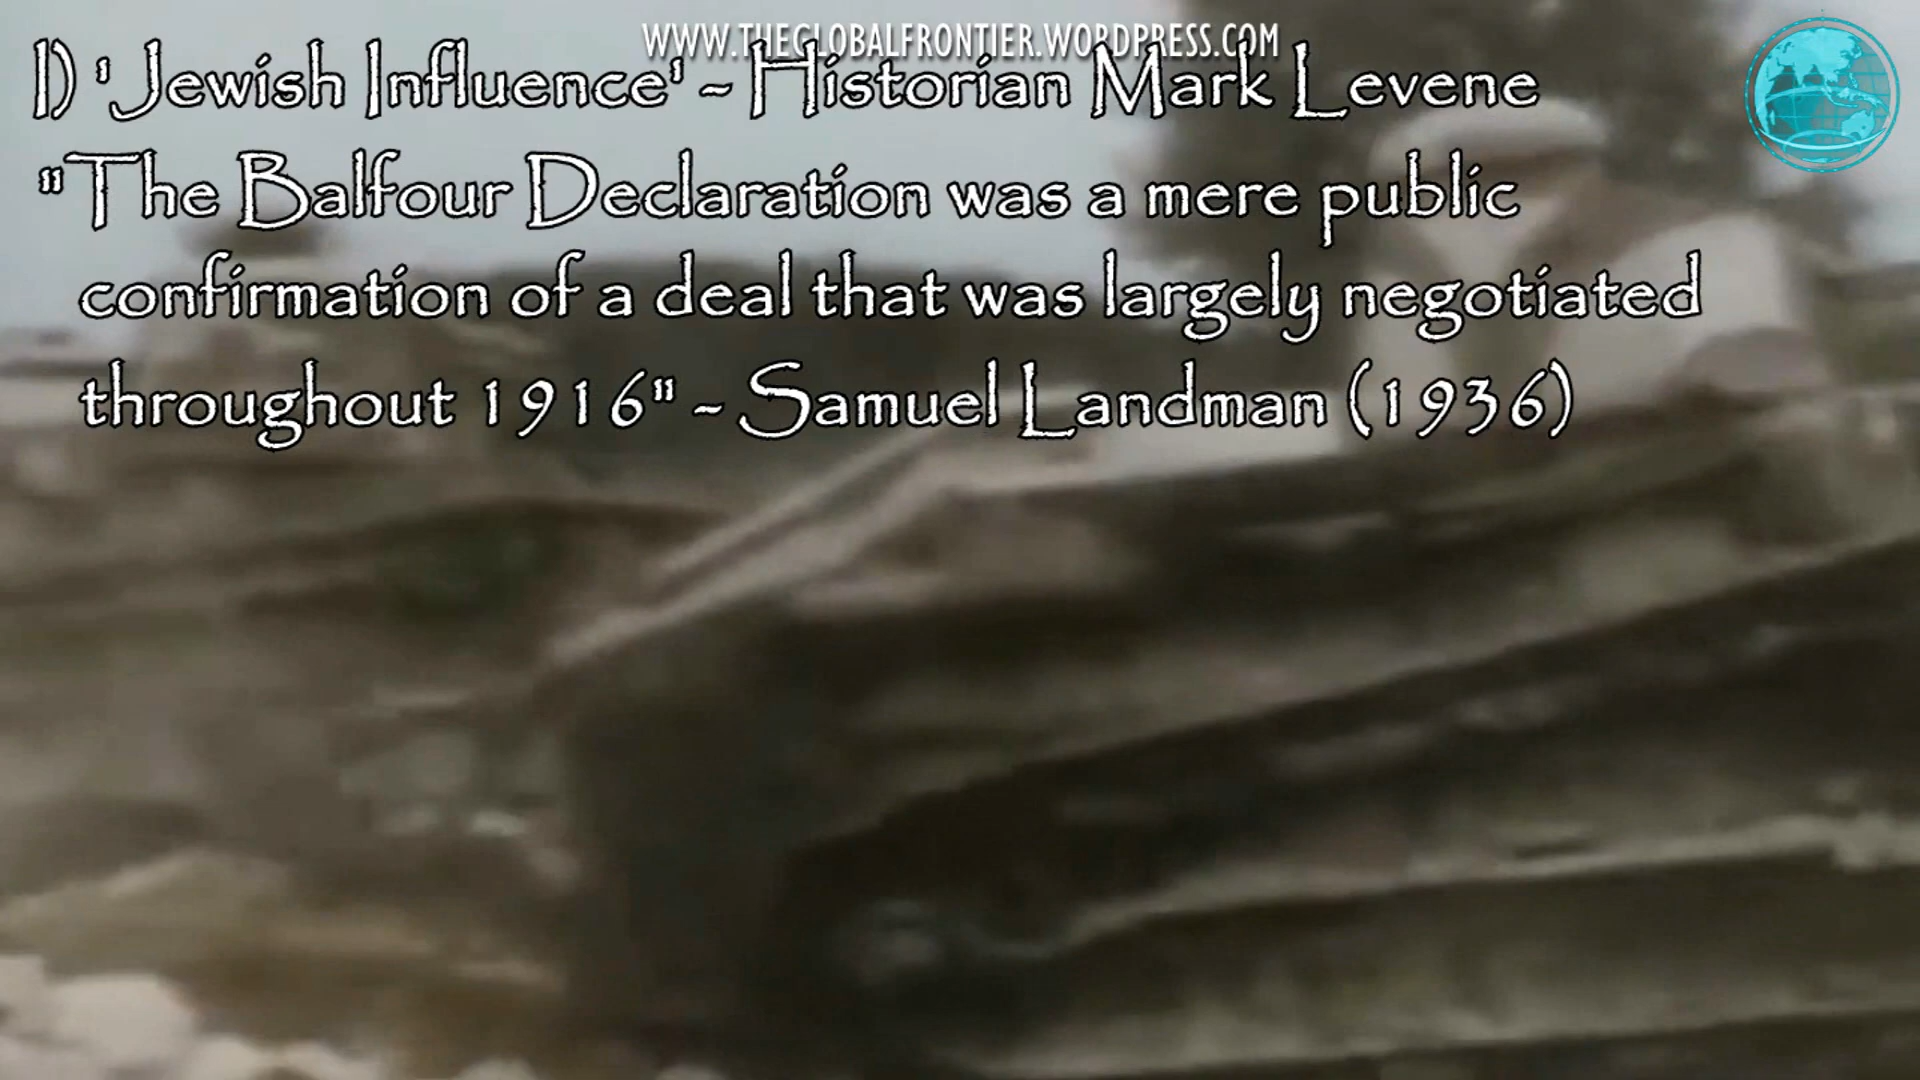 WWW.THEGLOBALFRONTIER.WORDPRESS.COM
1) 'Jewish Influence' - Historian Mark Levene
"The Balfour Declaration was a mere public
confirmation of a deal that was largely negotiated
throughout 1916" - Samuel Landman (1936)